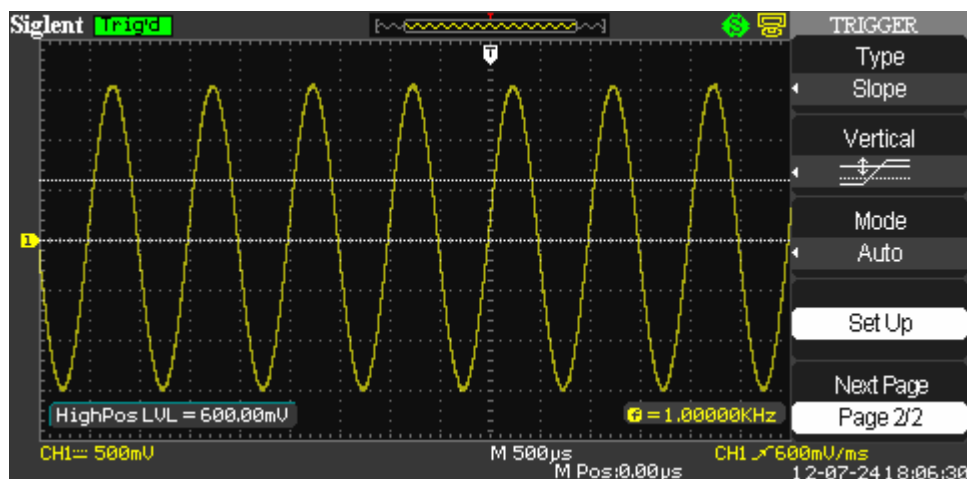 Siglent Trig'd
T
1
HighPos LVL = 600.00mV
f = 1.00000KHz
CH1 500mV
M 500µs
CH1 600mV/ms
M Pos:0.00µs
12-07-24 18:06:30
TRIGGER
Type
Slope
Vertical
Mode
Auto
Set Up
Next Page
Page 2/2